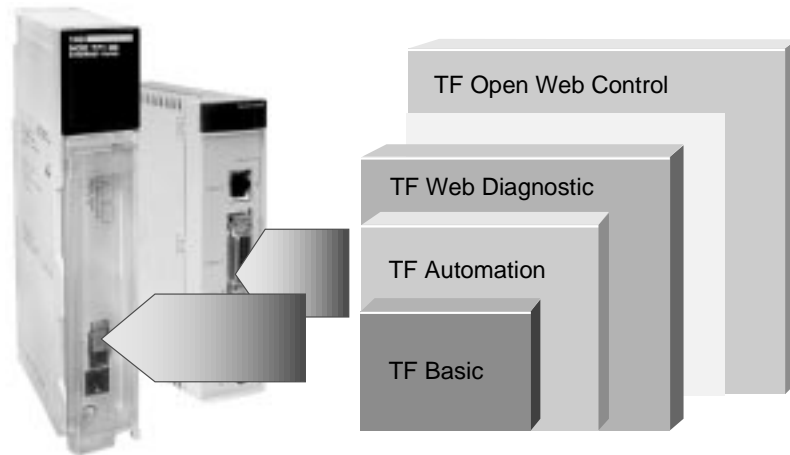 TF Open Web Control
TF Web Diagnostic
TF Automation
TF Basic